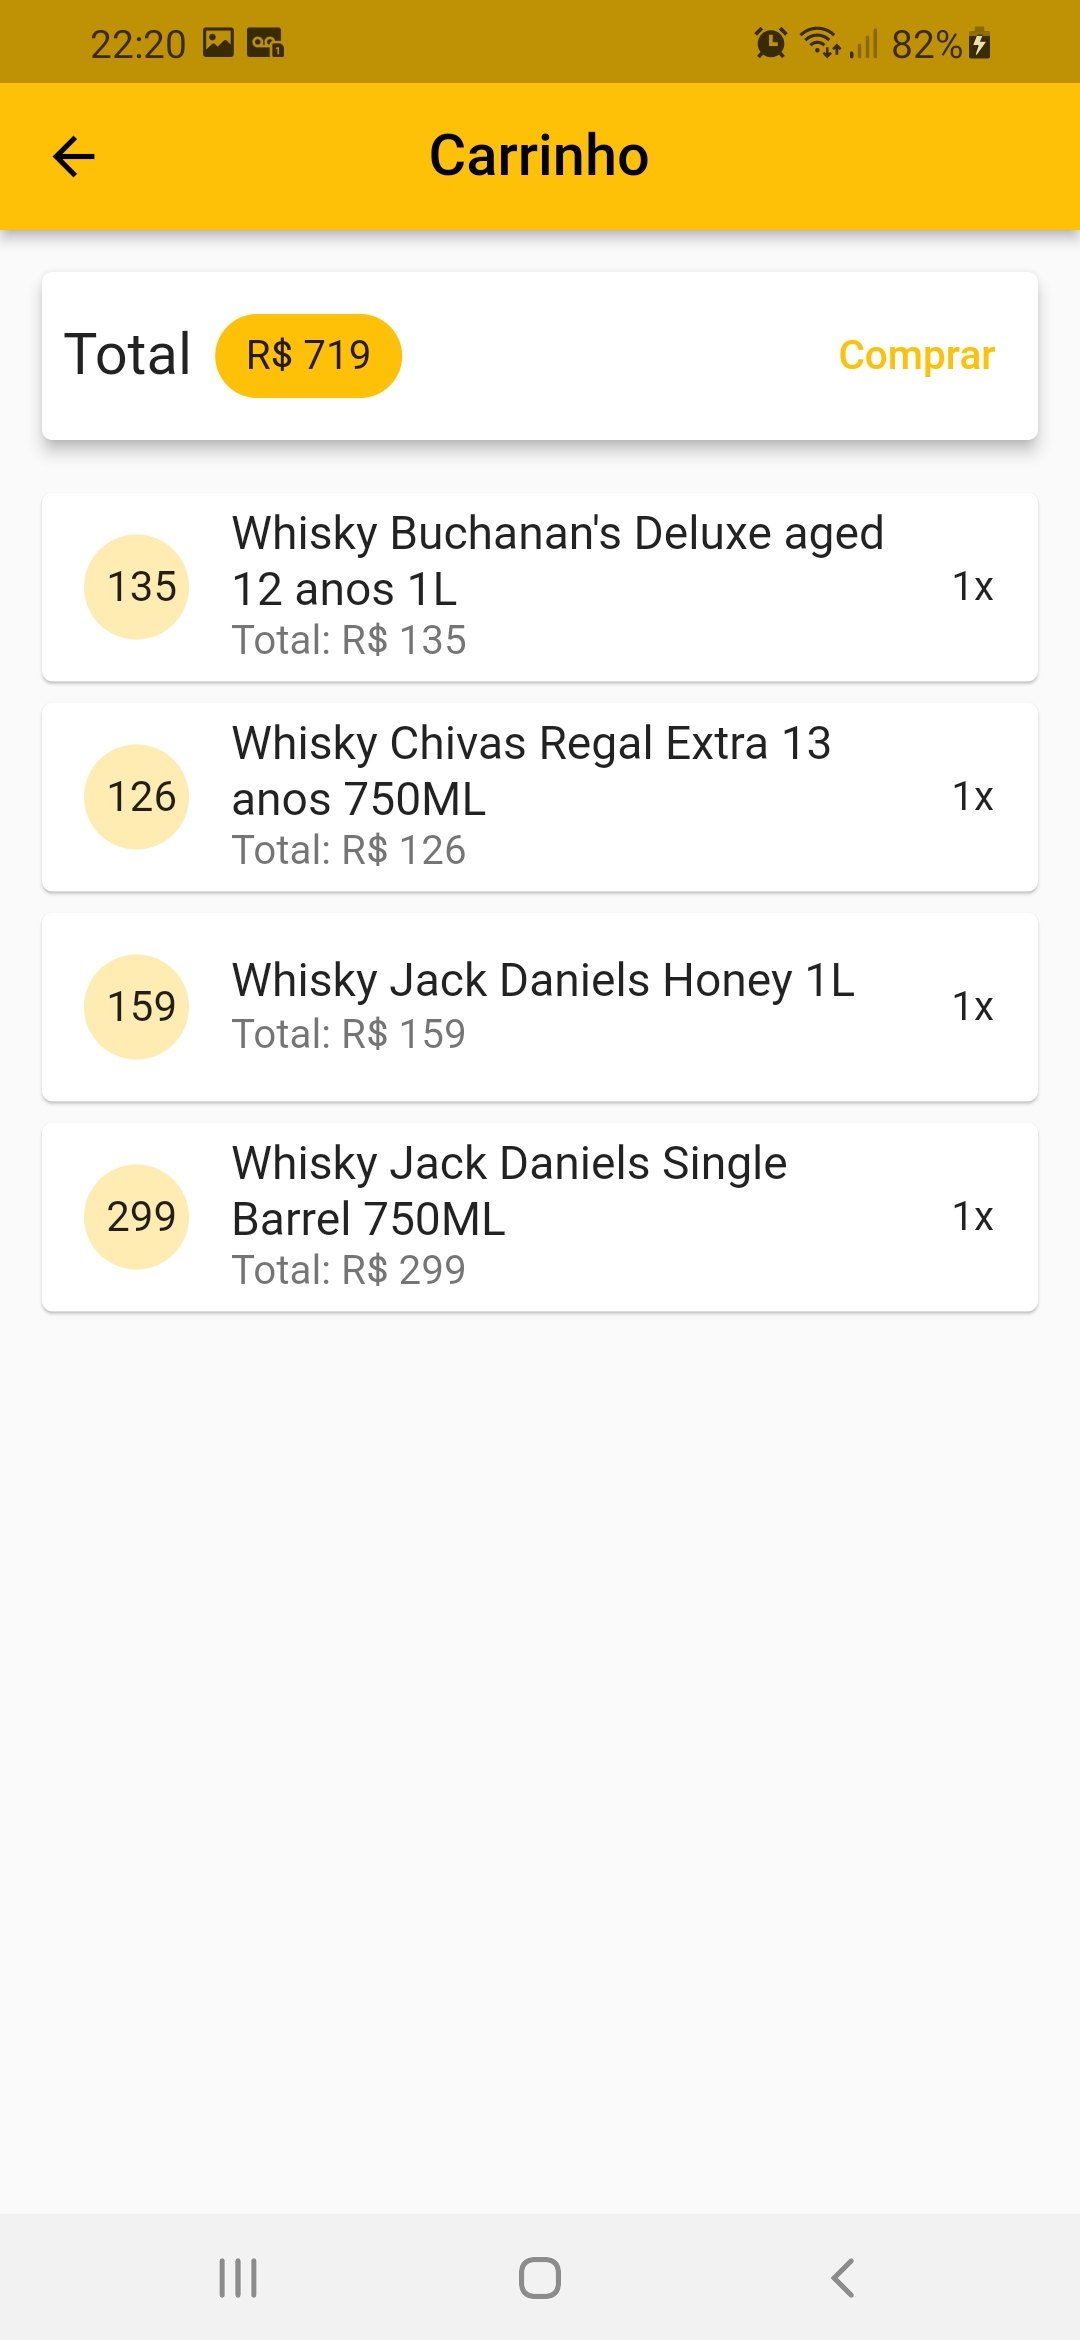 22:20
82%
Carrinho
Total R$ 719 Comprar
Whisky Buchanan's Deluxe aged
12 anos 1L
135
1x
Total: R$ 135
Whisky Chivas Regal Extra 13
anos 750ML
126
1x
Total: R$ 126
Whisky Jack Daniels Honey 1L
159
1x
Total: R$ 159
Whisky Jack Daniels Single
Barrel 750ML
299
1x
Total: R$ 299